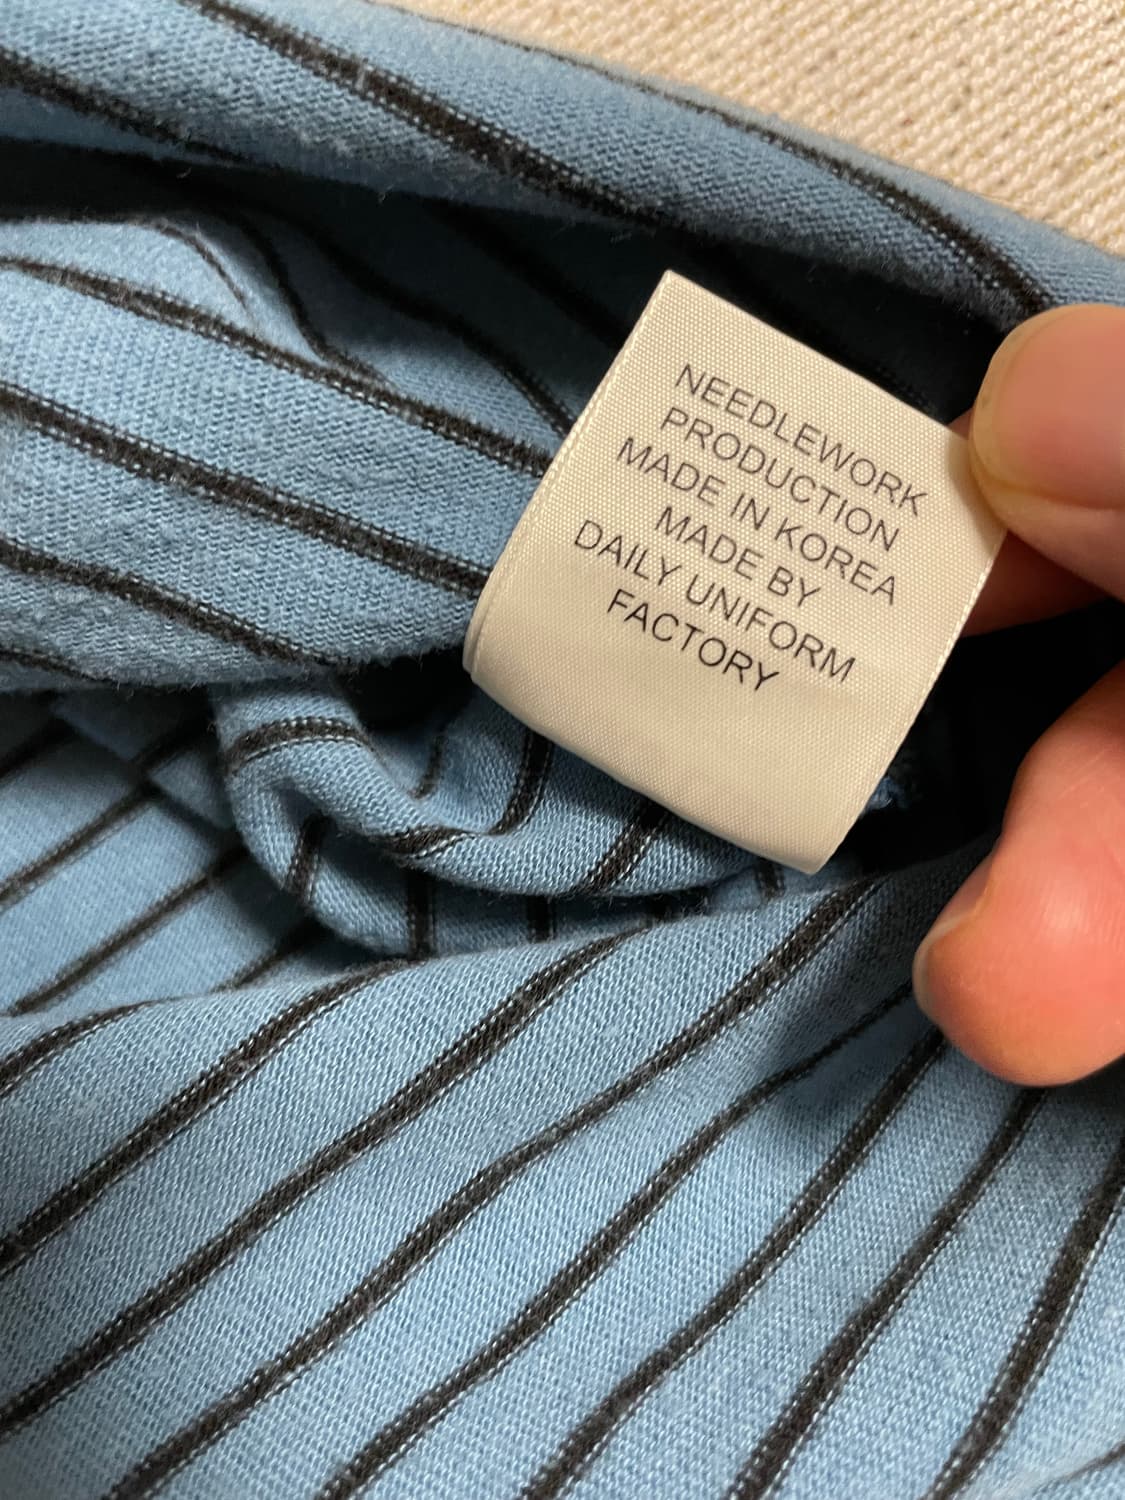 NEEDLEWORK
PRODUCTION
MADE IN KOREA
MADE BY
DAILY UNIFORM
FACTORY